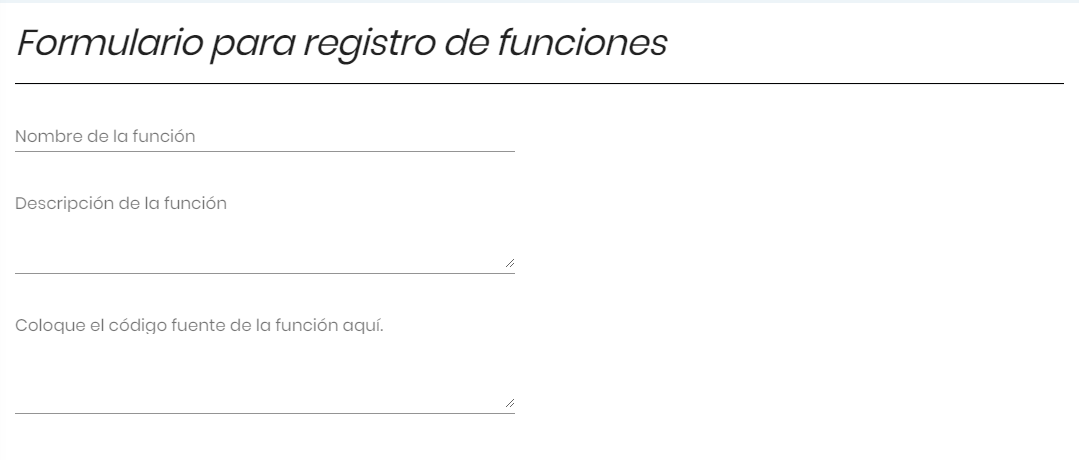 Formulario para registro de funciones
Nombre de la función
Descripción de la función
Coloque el código fuente de la función aquí.